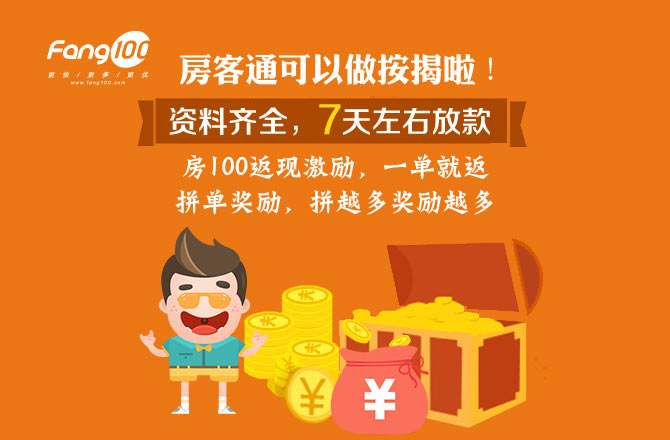 Fang100
更快/更多/更优
www.fang100.com
房客通可以做按揭啦！
资料齐全，7天左右放款
房100返现激励，一单就返
拼单奖励，拼越多奖励越多
¥
¥